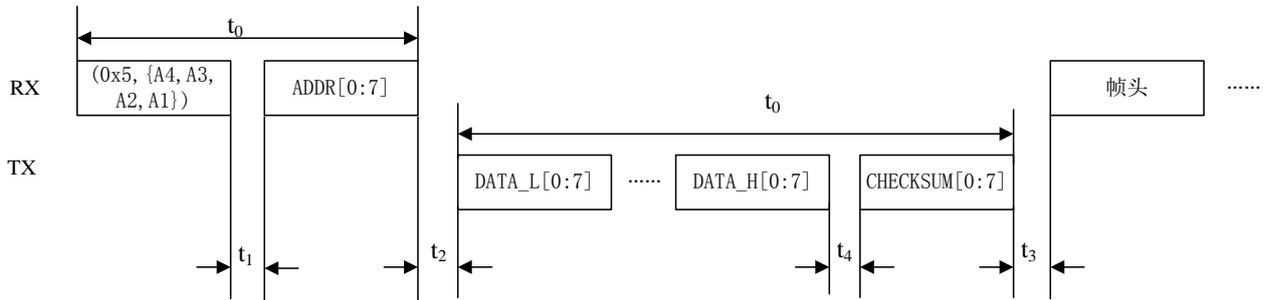 t0
RX
(0x5, {A4, A3,
A2, A1})
ADDR[0:7]
帧头
......
t0
TX
DATA_L[0:7]
......
DATA_H[0:7]
CHECKSUM[0:7]
t1
t2
t4
t3